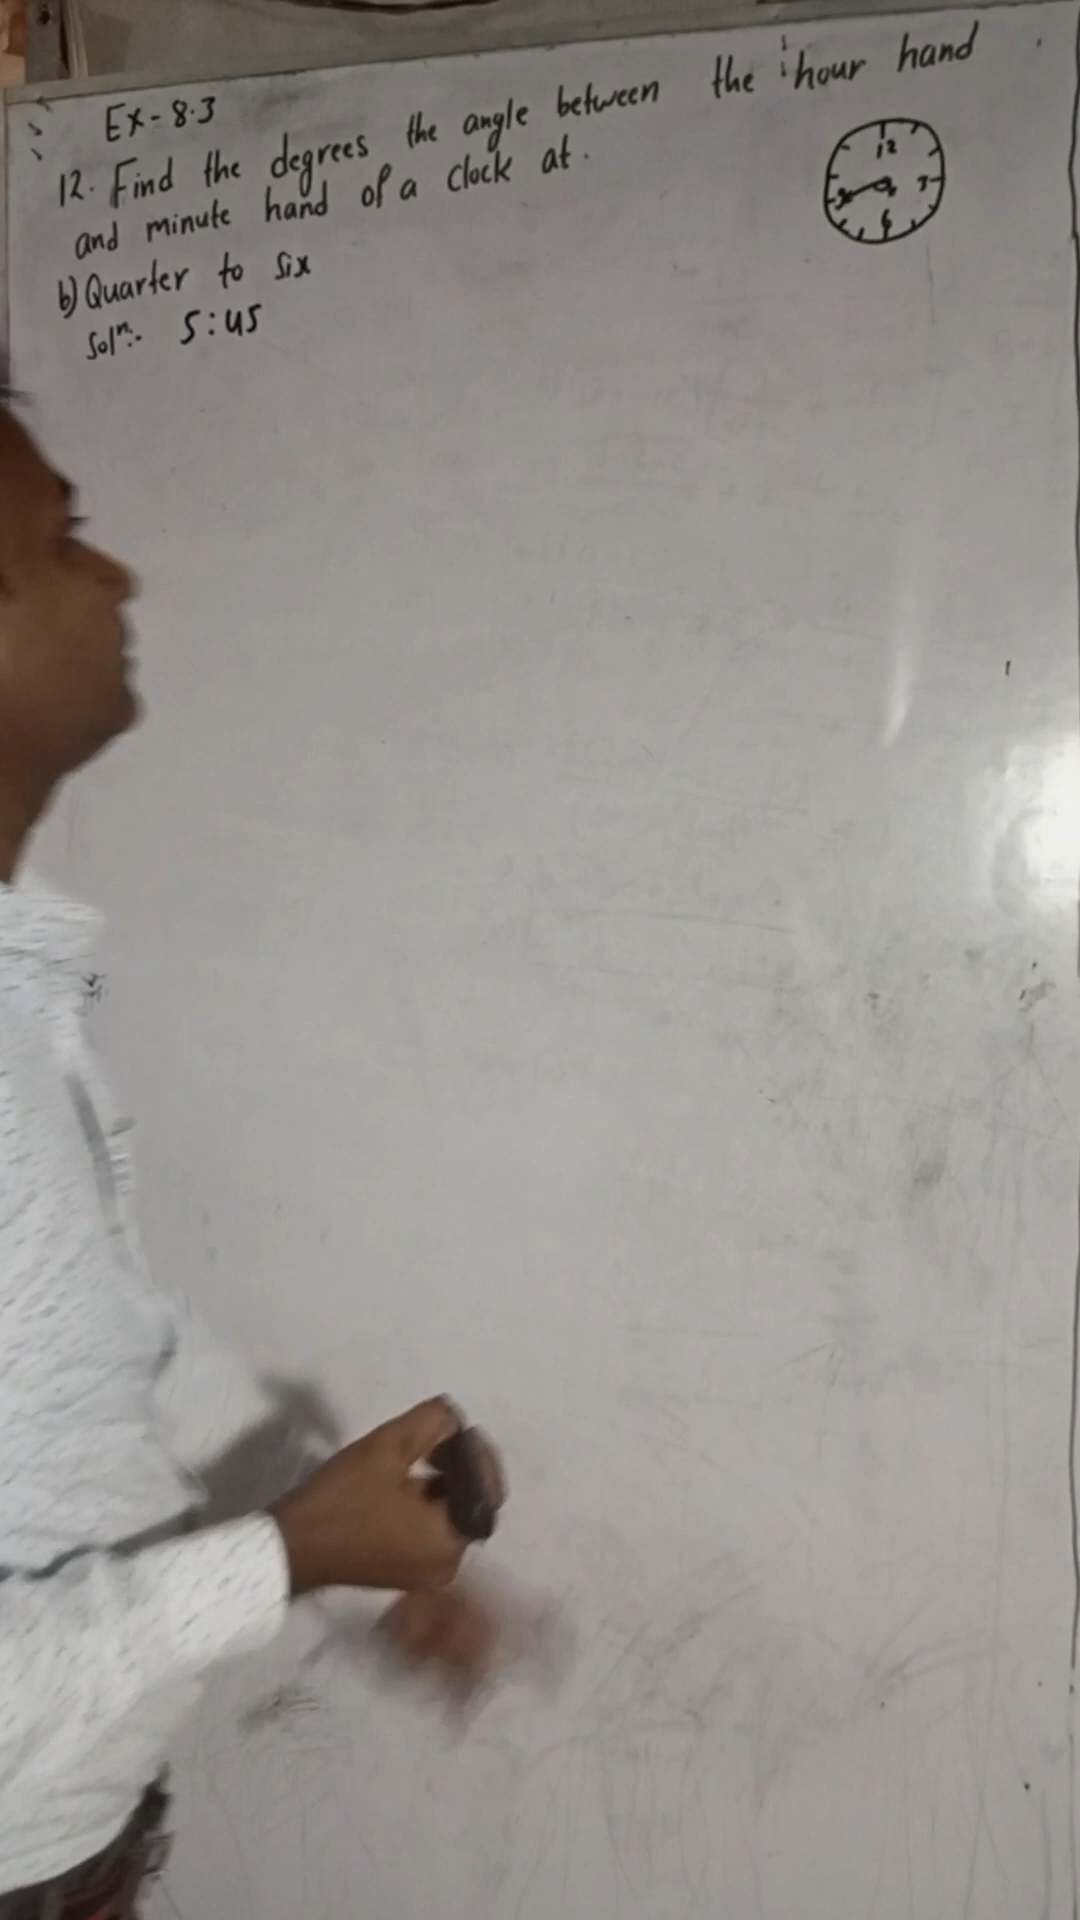 Ex-8.3
12. Find the degrees the angle between the hour hand
and minute hand of a clock at.
b) Quarter to six
Solⁿ:- 5:45
12
3
6